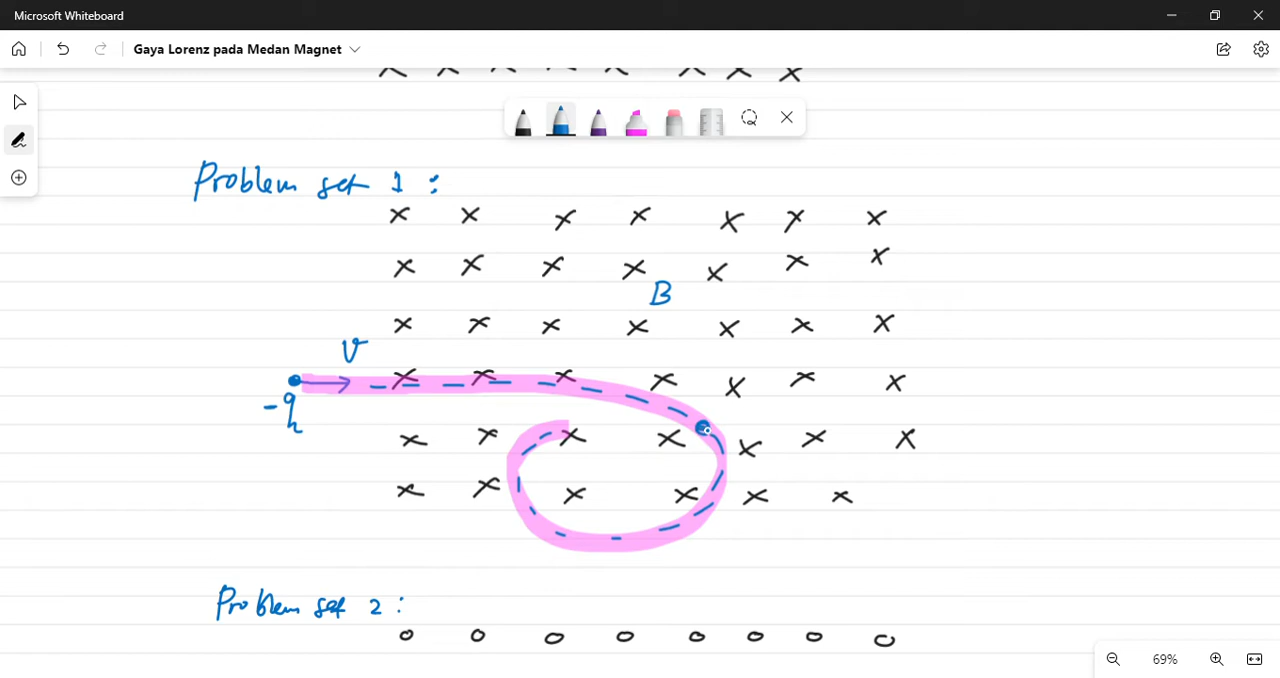 Microsoft Whiteboard
Gaya Lorenz pada Medan Magnet
x x x x x x x x
Problem set 1 :
x x x x x x x
x x x x x x x
B
x x x x x x x
v
x x x x x x x
-q
x x x x x x x
x x x x x x
Problem set 2 :
o o o o o o o o
69%